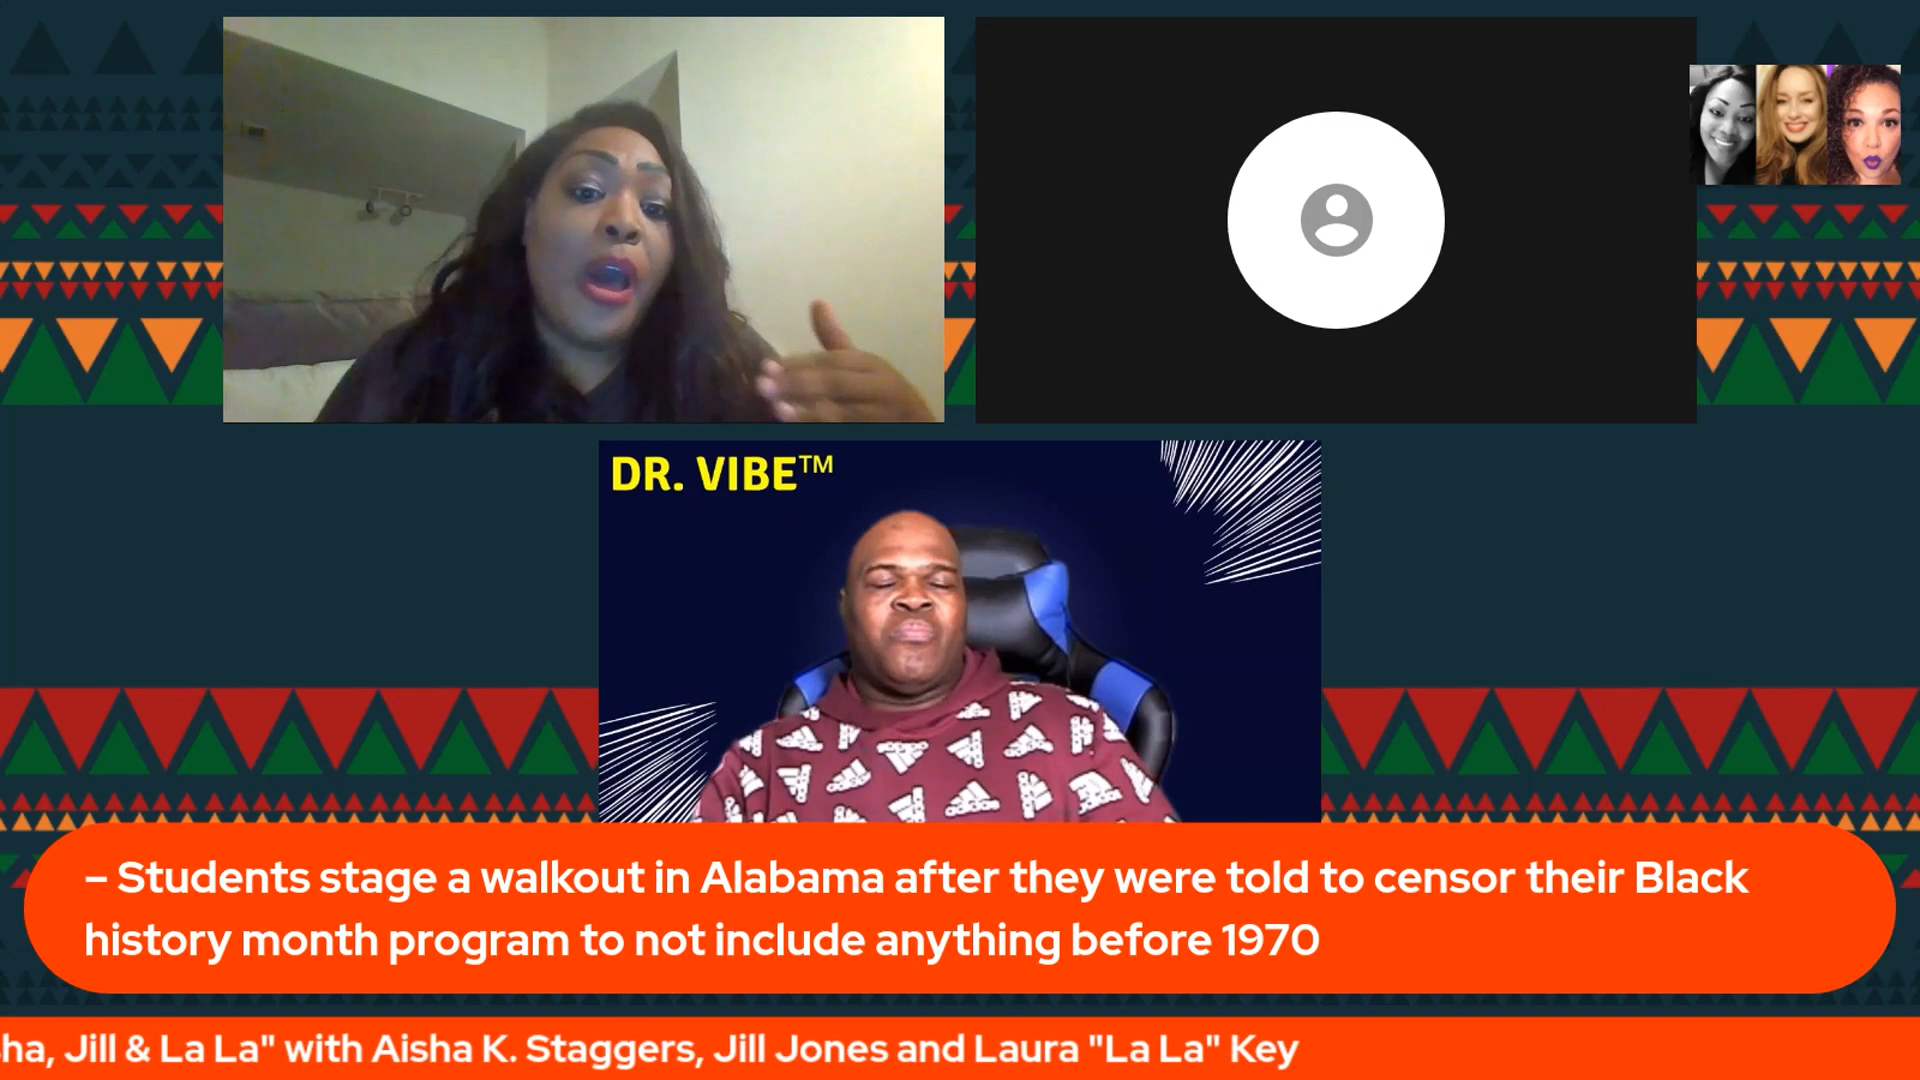 DR. VIBE™
adidas
– Students stage a walkout in Alabama after they were told to censor their Black
history month program to not include anything before 1970
ha, Jill & La La" with Aisha K. Staggers, Jill Jones and Laura "La La" Key